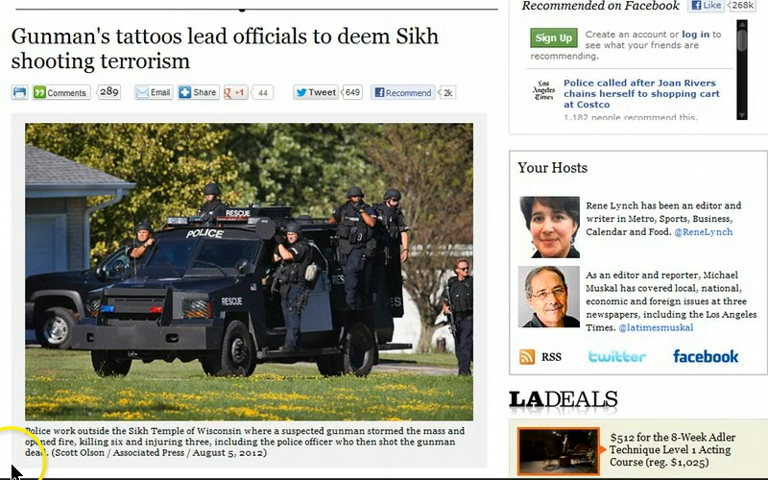 Recommended on Facebook
Like 268k
Gunman's tattoos lead officials to deem Sikh
shooting terrorism
Comments 289 Email Share +1 44 Tweet 649 Recommend 2k
Sign Up
Create an account or log in to
see what your friends are
recommending.
Los
Angeles
Times
Police called after Joan Rivers
chains herself to shopping cart
at Costco
1,182 people recommend this.
RESCUE
POLICE
RESCUE
RESCUE
Police work outside the Sikh Temple of Wisconsin where a suspected gunman stormed the mass and
opened fire, killing six and injuring three, including the police officer who then shot the gunman
dead. (Scott Olson / Associated Press / August 5, 2012)
Your Hosts
Rene Lynch has been an editor and
writer in Metro, Sports, Business,
Calendar and Food. @ReneLynch
As an editor and reporter, Michael
Muskal has covered local, national,
economic and foreign issues at three
newspapers, including the Los Angeles
Times. @latimesmuskal
RSS twitter facebook
LADEALS
$512 for the 8-Week Adler
Technique Level 1 Acting
Course (reg. $1,025)